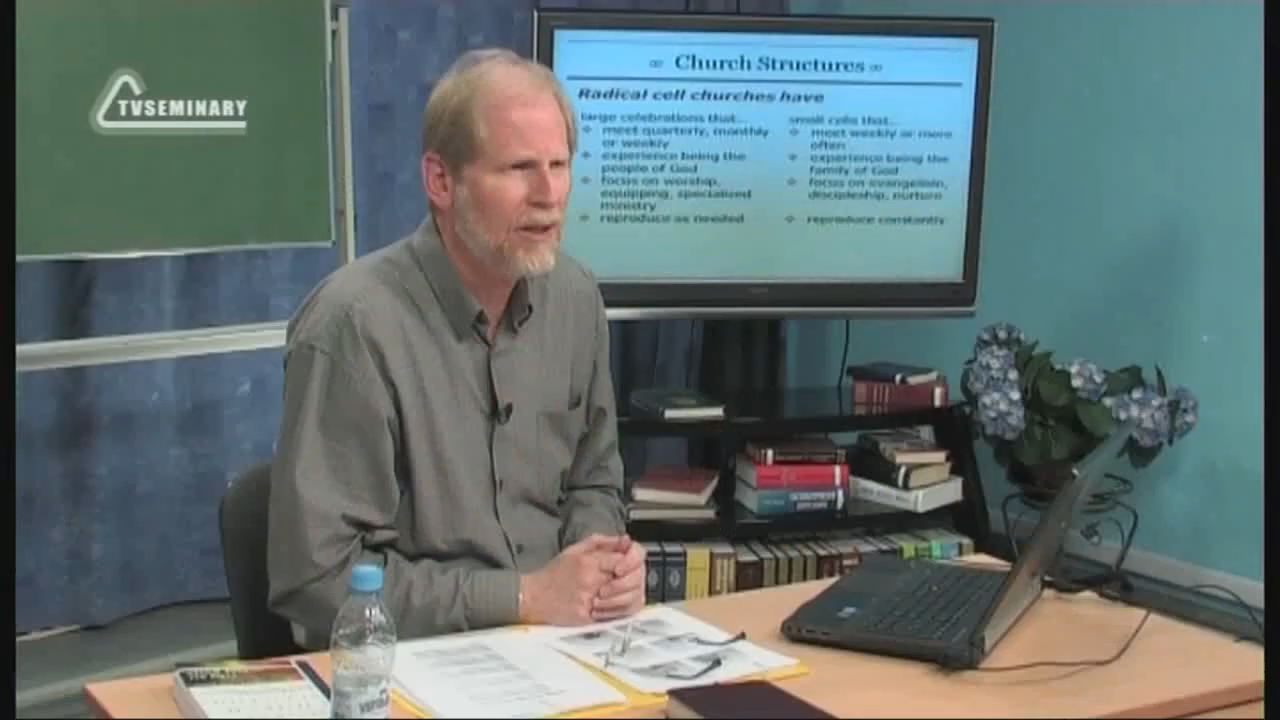 TVSEMINARY
Church Structures
Radical cell churches have
large celebrations that...
meet quarterly, monthly
or weekly
experience being the
people of God
focus on worship,
equipping, specialized
ministry
reproduce as needed
small cells that...
meet weekly or more
often
experience being the
family of God
focus on evangelism,
discipleship, nurture
reproduce constantly